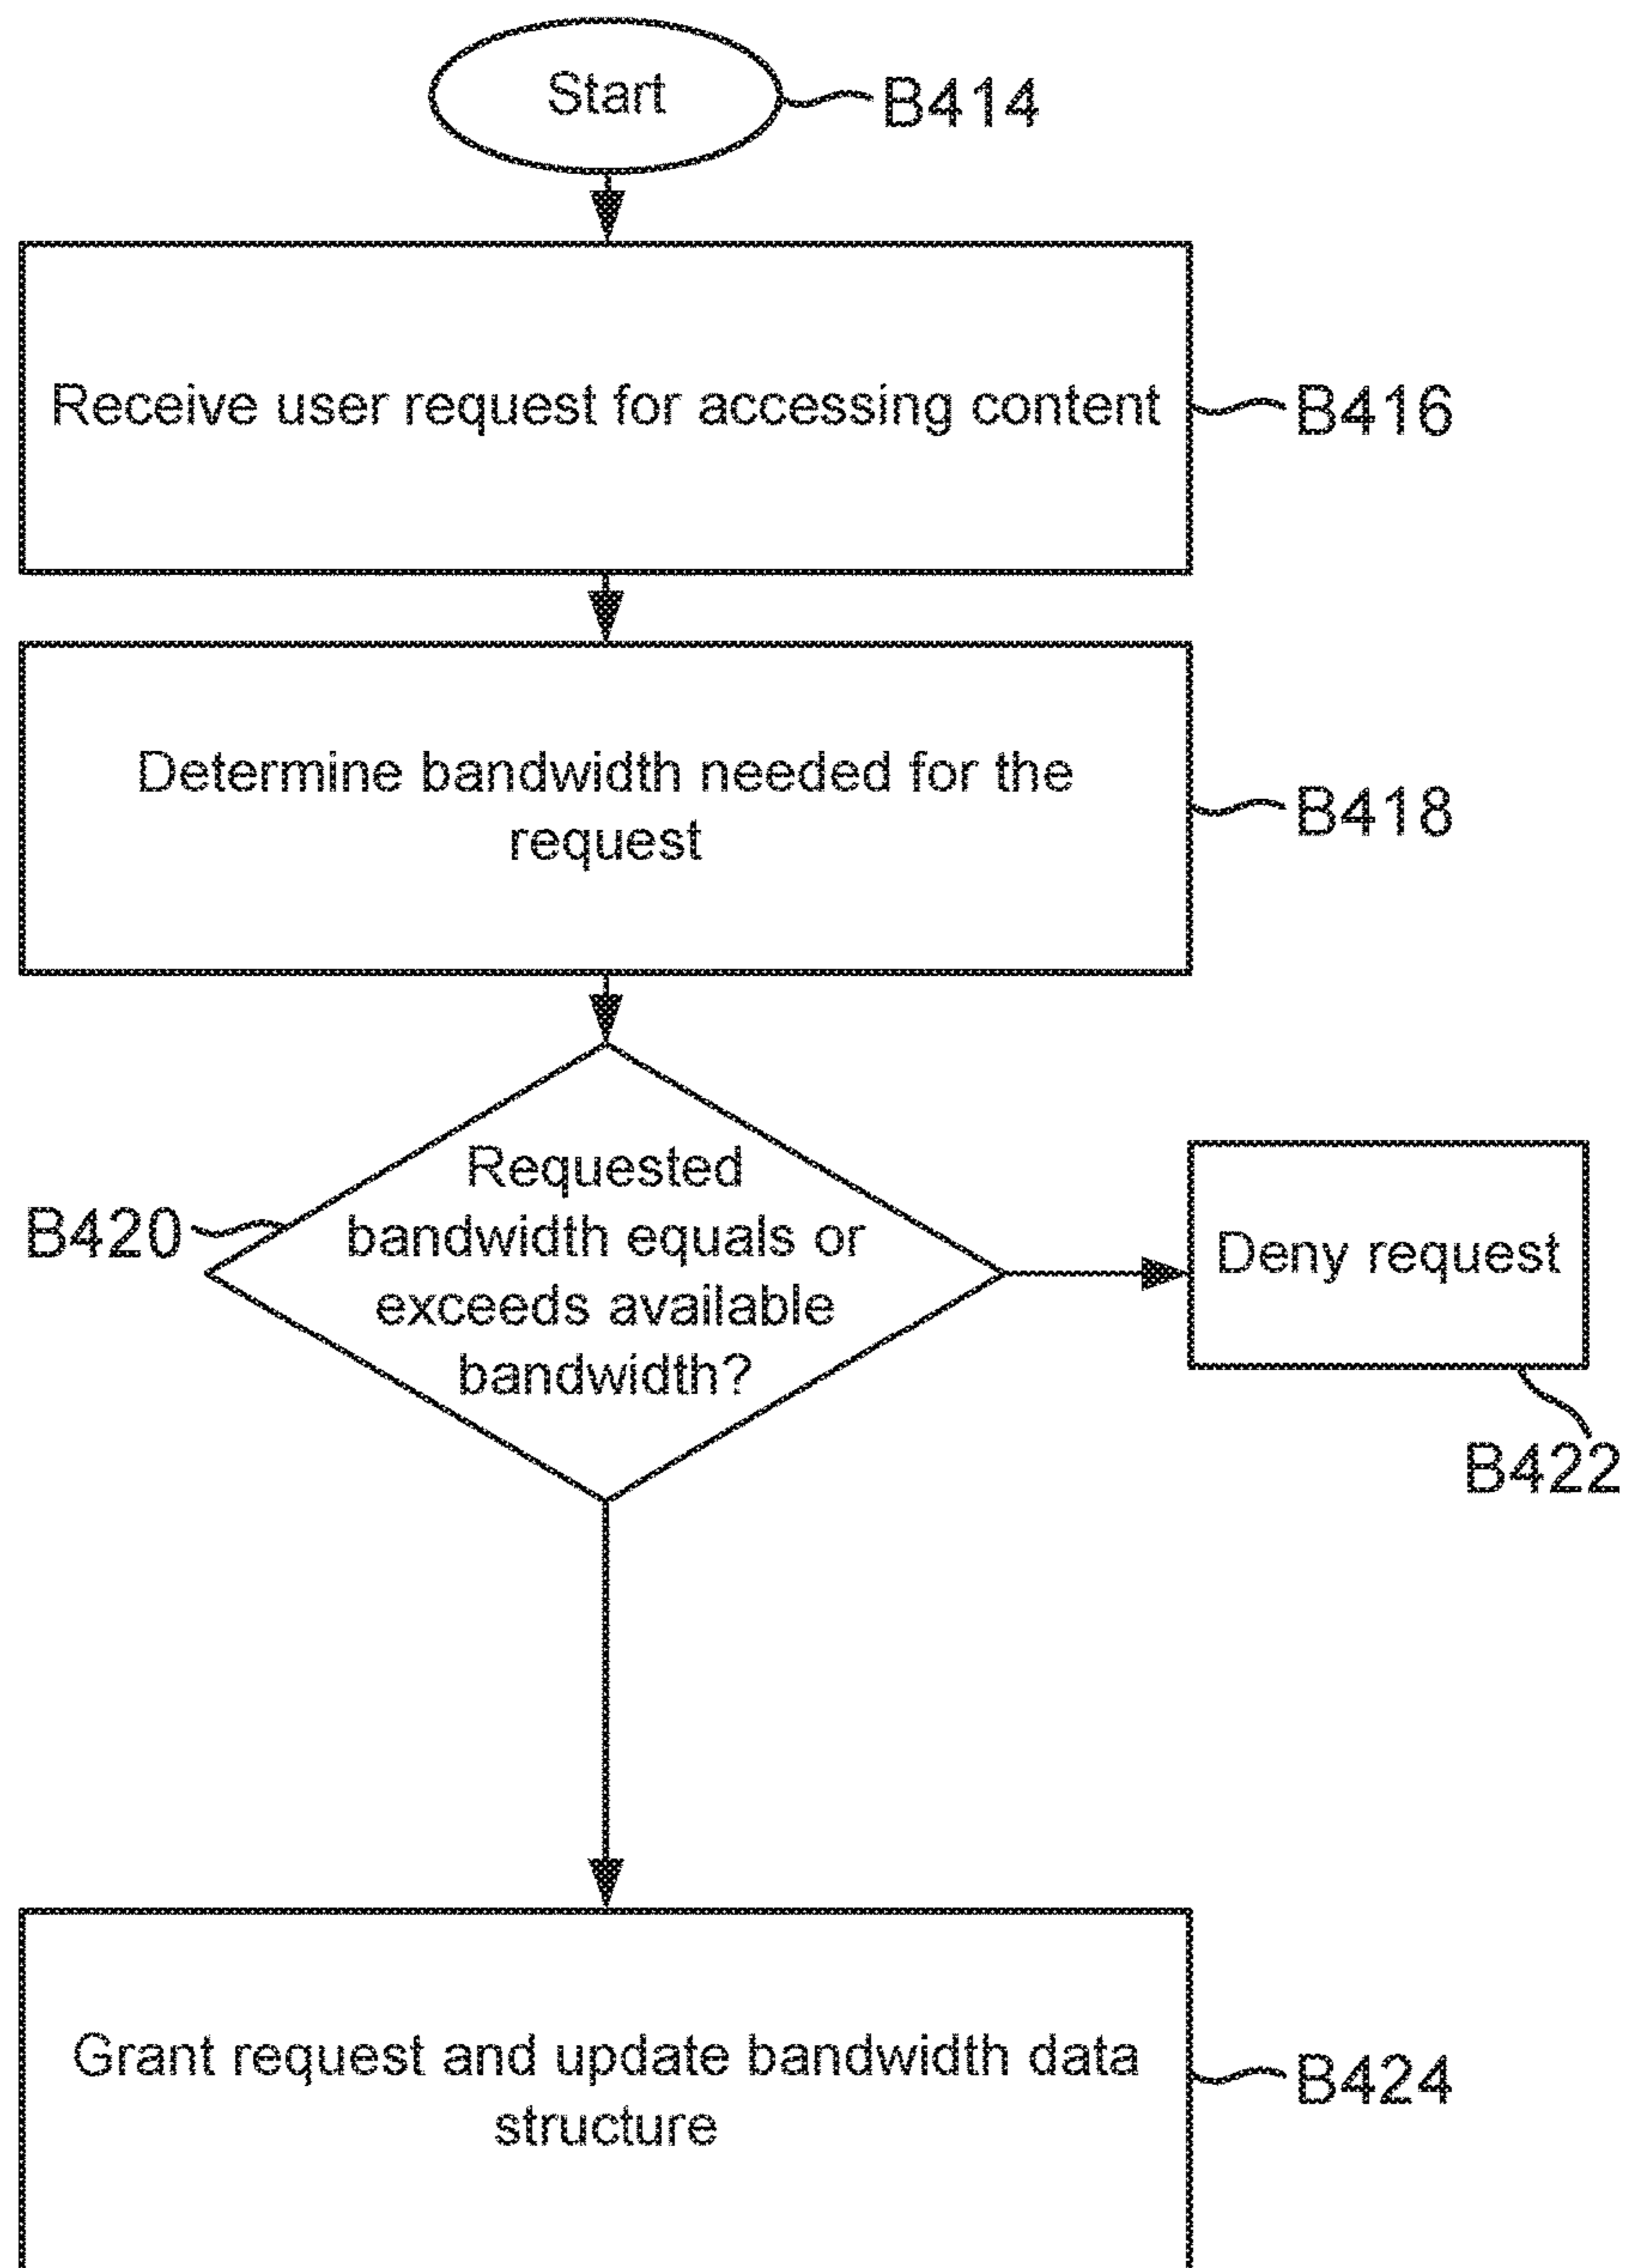 Start
B414
Receive user request for accessing content
B416
Determine bandwidth needed for the
request
B418
Requested
bandwidth equals or
exceeds available
bandwidth?
B420
Deny request
B422
Grant request and update bandwidth data
structure
B424